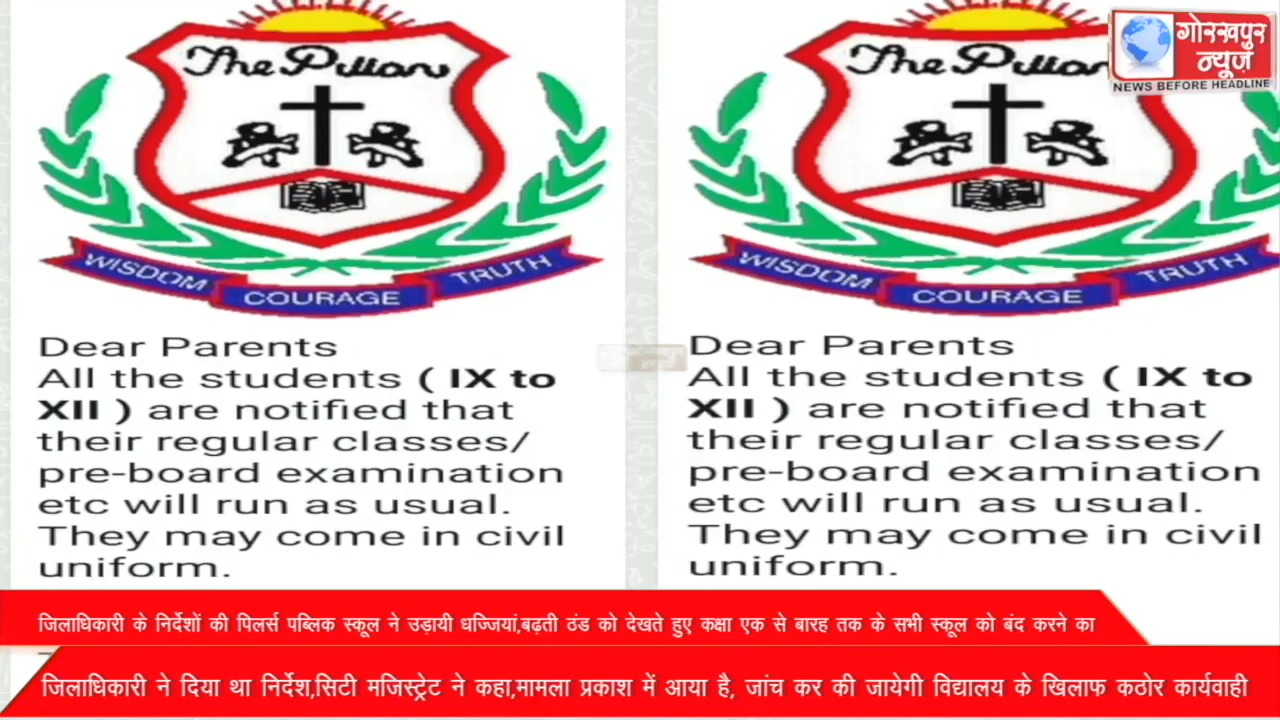 The Pillars
WISDOM
COURAGE
TRUTH
Dear Parents
All the students ( IX to
XII ) are notified that
their regular classes/
pre-board examination
etc will run as usual.
They may come in civil
uniform.
The Pillar
WISDOM
COURAGE
TRUTH
Dear Parents
All the students ( IX to
XII ) are notified that
their regular classes/
pre-board examination
etc will run as usual.
They may come in civil
uniform.
गोरखपुर
न्यूज़
NEWS BEFORE HEADLINE
जिलाधिकारी के निर्देशों की पिलर्स पब्लिक स्कूल ने उड़ायी धज्जियां,बढ़ती ठंड को देखते हुए कक्षा एक से बारह तक के सभी स्कूल को बंद करने का
जिलाधिकारी ने दिया था निर्देश,सिटी मजिस्ट्रेट ने कहा,मामला प्रकाश में आया है, जांच कर की जायेगी विद्यालय के खिलाफ कठोर कार्यवाही